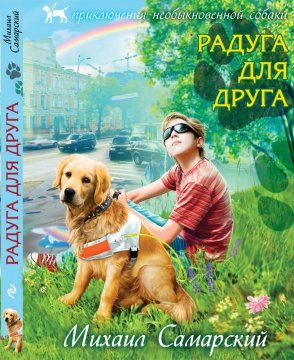 приключения необыкновенной собаки
РАДУГА
ДЛЯ
ДРУГА
Михаил Самарский
Михаил
Самарский
РАДУГА ДЛЯ ДРУГА